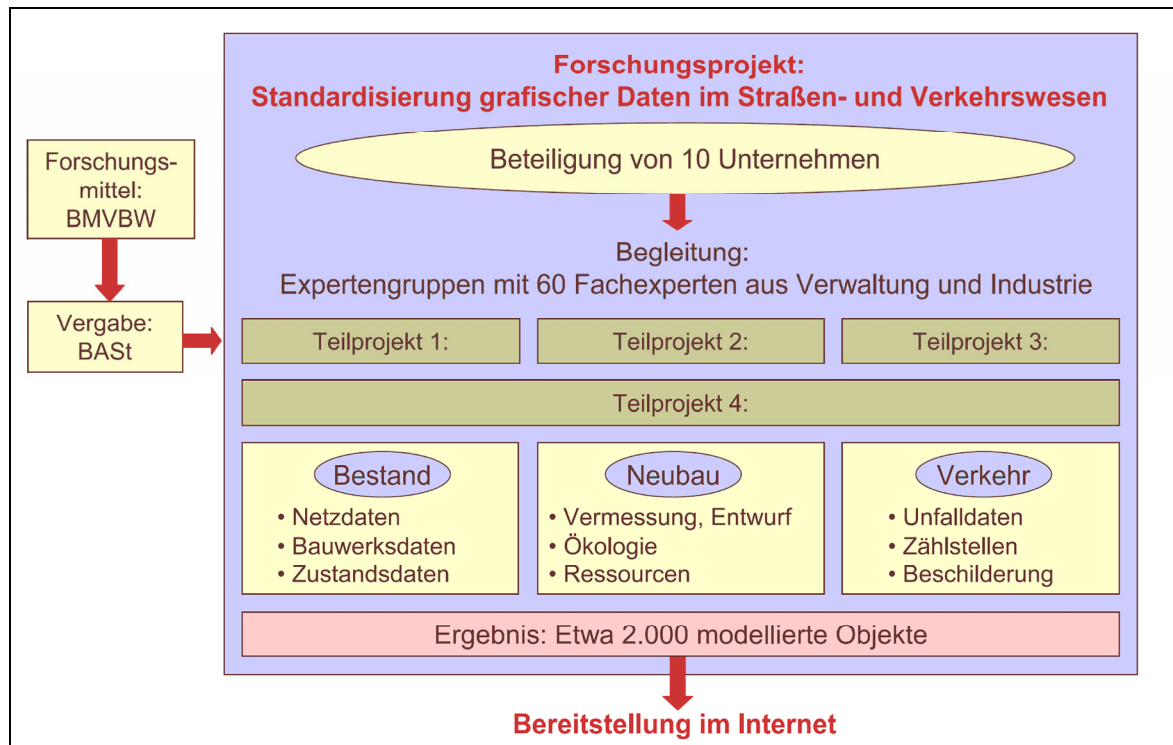 Forschungsprojekt:
Standardisierung grafischer Daten im Straßen- und Verkehrswesen
Beteiligung von 10 Unternehmen
Forschungs-
mittel:
BMVBW
Begleitung:
Expertengruppen mit 60 Fachexperten aus Verwaltung und Industrie
Vergabe:
BASt
Teilprojekt 1:
Teilprojekt 2:
Teilprojekt 3:
Teilprojekt 4:
Bestand
• Netzdaten
• Bauwerksdaten
• Zustandsdaten
Neubau
• Vermessung, Entwurf
• Ökologie
• Ressourcen
Verkehr
• Unfalldaten
• Zählstellen
• Beschilderung
Ergebnis: Etwa 2.000 modellierte Objekte
Bereitstellung im Internet